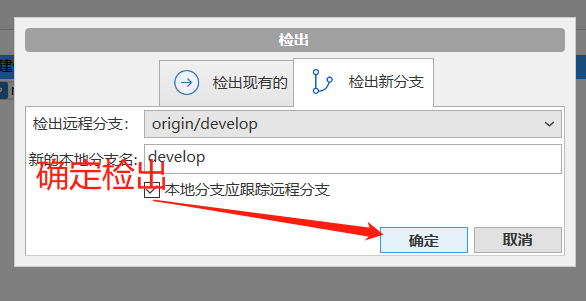 检出
建
检出现有的
检出新分支
检出远程分支：
origin/develop
新的本地分支名:
develop
确定检出
本地分支应跟踪远程分支
确定
取消